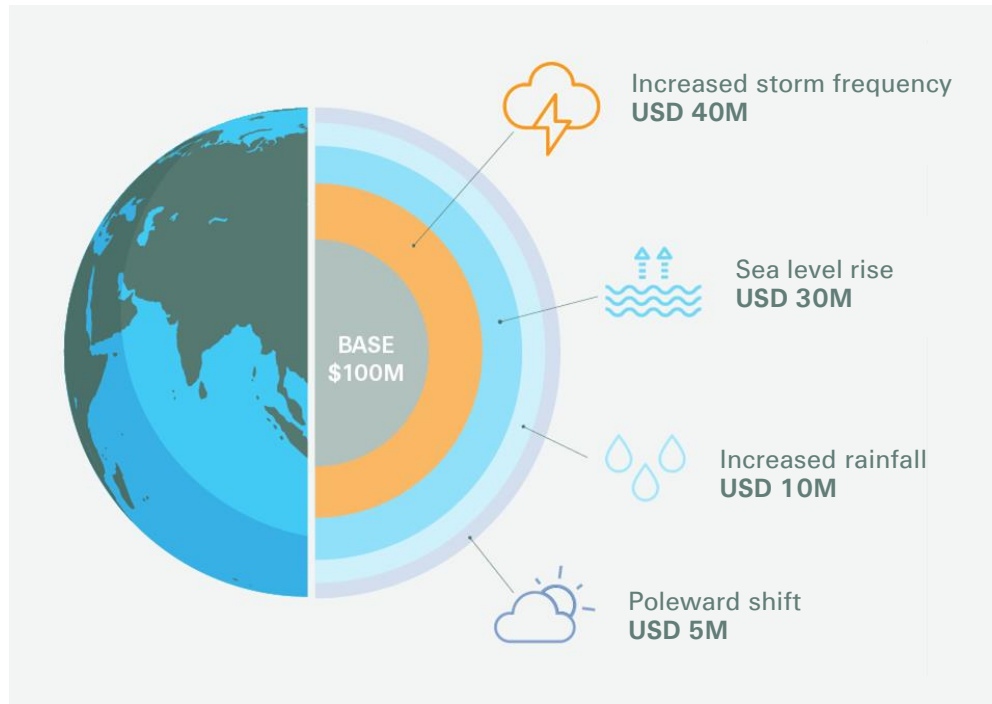 Increased storm frequency
USD 40M
Sea level rise
USD 30M
BASE
$100M
Increased rainfall
USD 10M
Poleward shift
USD 5M